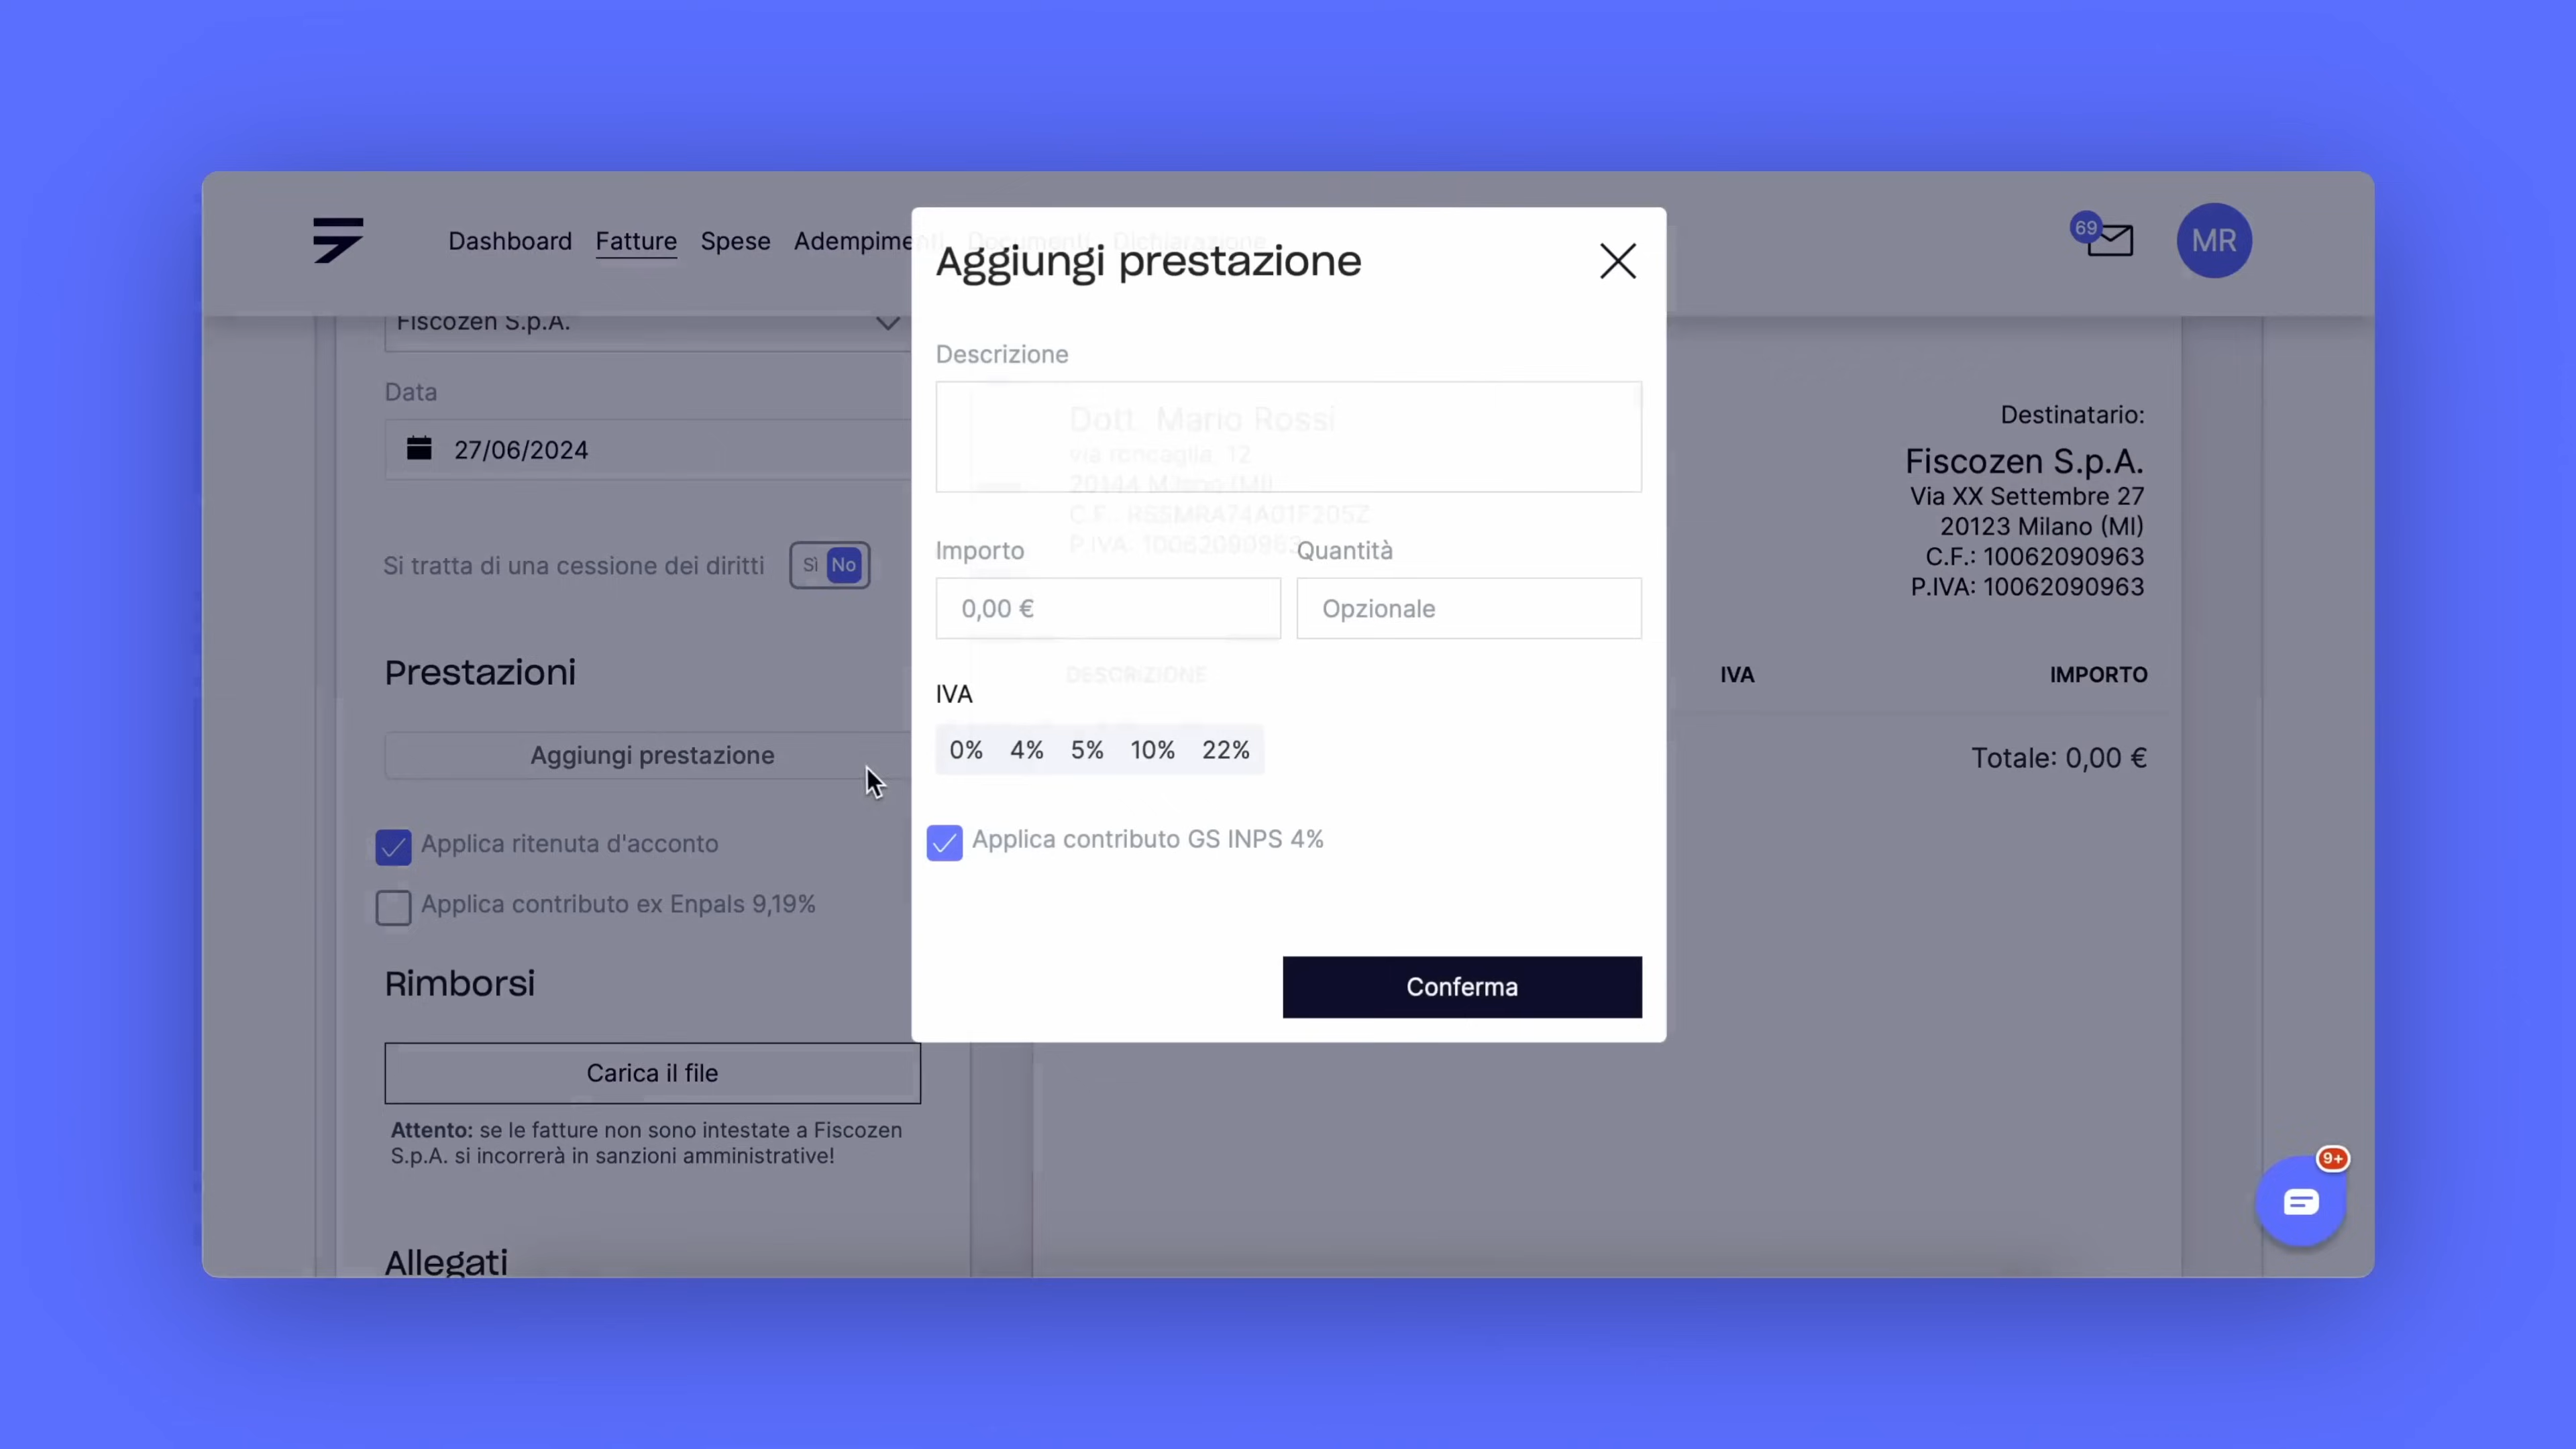 Dashboard Fatture Spese Adempimenti Documenti Dichiarazione
69
MR
Fiscozen S.p.A.
Data
27/06/2024
Si tratta di una cessione dei diritti
Sì No
Prestazioni
Aggiungi prestazione
Applica ritenuta d'acconto
Applica contributo ex Enpals 9,19%
Rimborsi
Carica il file
Attento: se le fatture non sono intestate a Fiscozen
S.p.A. si incorrerà in sanzioni amministrative!
Allegati
Aggiungi prestazione
Descrizione
Dott. Mario Rossi
20144 Milano (MI)
C.F.: RSSMRA74A01F205Z
P.IVA: 10062090963
Importo
Quantità
0,00 €
Opzionale
DESCRIZIONE
IVA
0% 4% 5% 10% 22%
Applica contributo GS INPS 4%
Conferma
Destinatario:
Fiscozen S.p.A.
Via XX Settembre 27
20123 Milano (MI)
C.F.: 10062090963
P.IVA: 10062090963
IVA
IMPORTO
Totale: 0,00 €
9+